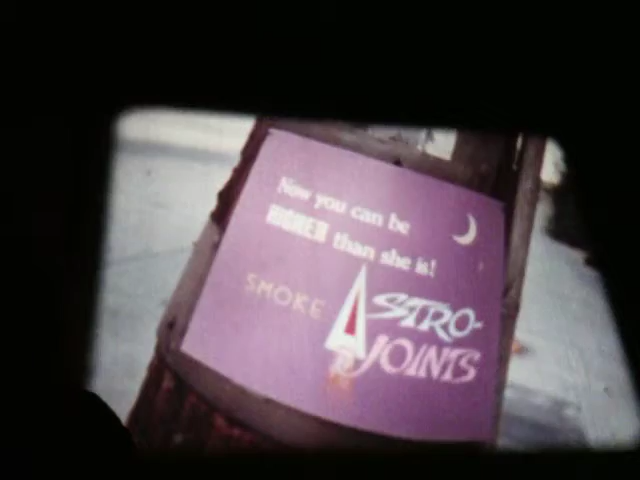 Now you can be
HIGHER than she is!
SMOKE ASTRO-
JOINTS